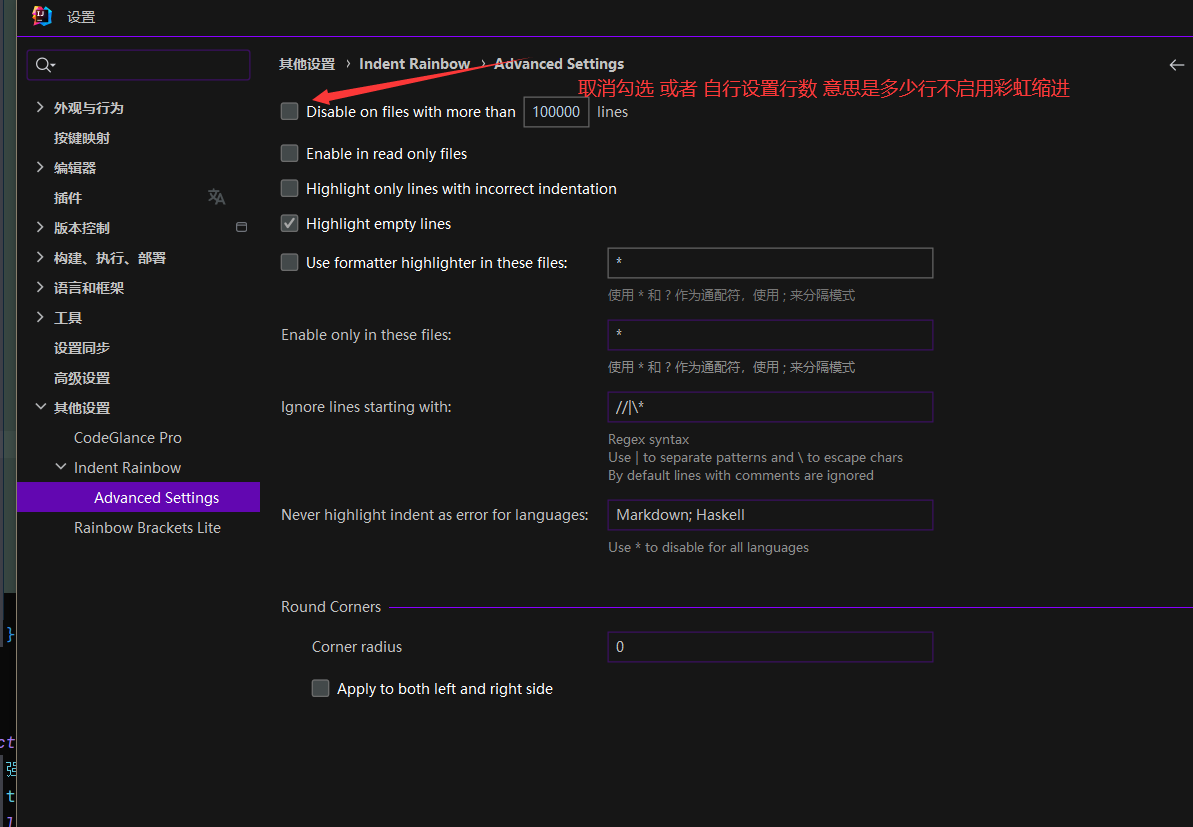 设置
其他设置 › Indent Rainbow › Advanced Settings
取消勾选 或者 自行设置行数 意思是多少行不启用彩虹缩进
外观与行为
按键映射
编辑器
插件
版本控制
构建、执行、部署
语言和框架
工具
设置同步
高级设置
其他设置
CodeGlance Pro
Indent Rainbow
Advanced Settings
Rainbow Brackets Lite
Disable on files with more than 100000 lines
Enable in read only files
Highlight only lines with incorrect indentation
Highlight empty lines
Use formatter highlighter in these files: *
使用 * 和 ? 作为通配符，使用 ; 来分隔模式
Enable only in these files: *
使用 * 和 ? 作为通配符，使用 ; 来分隔模式
Ignore lines starting with: //|\*
Regex syntax
Use | to separate patterns and \ to escape chars
By default lines with comments are ignored
Never highlight indent as error for languages: Markdown; Haskell
Use * to disable for all languages
Round Corners
Corner radius 0
Apply to both left and right side
}
ct
t